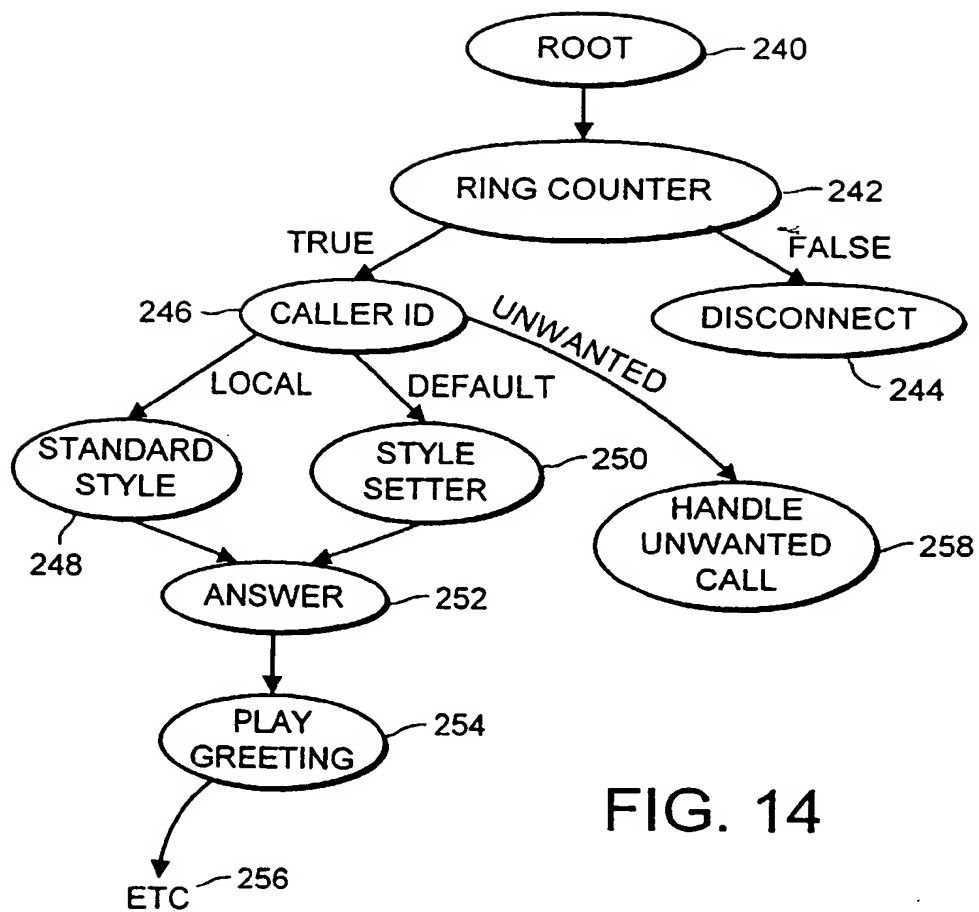 ROOT
240
RING COUNTER
242
TRUE
FALSE
246
CALLER ID
UNWANTED
DISCONNECT
244
LOCAL
DEFAULT
STANDARD
STYLE
248
STYLE
SETTER
250
HANDLE
UNWANTED
CALL
258
ANSWER
252
PLAY
GREETING
254
FIG. 14
ETC
256